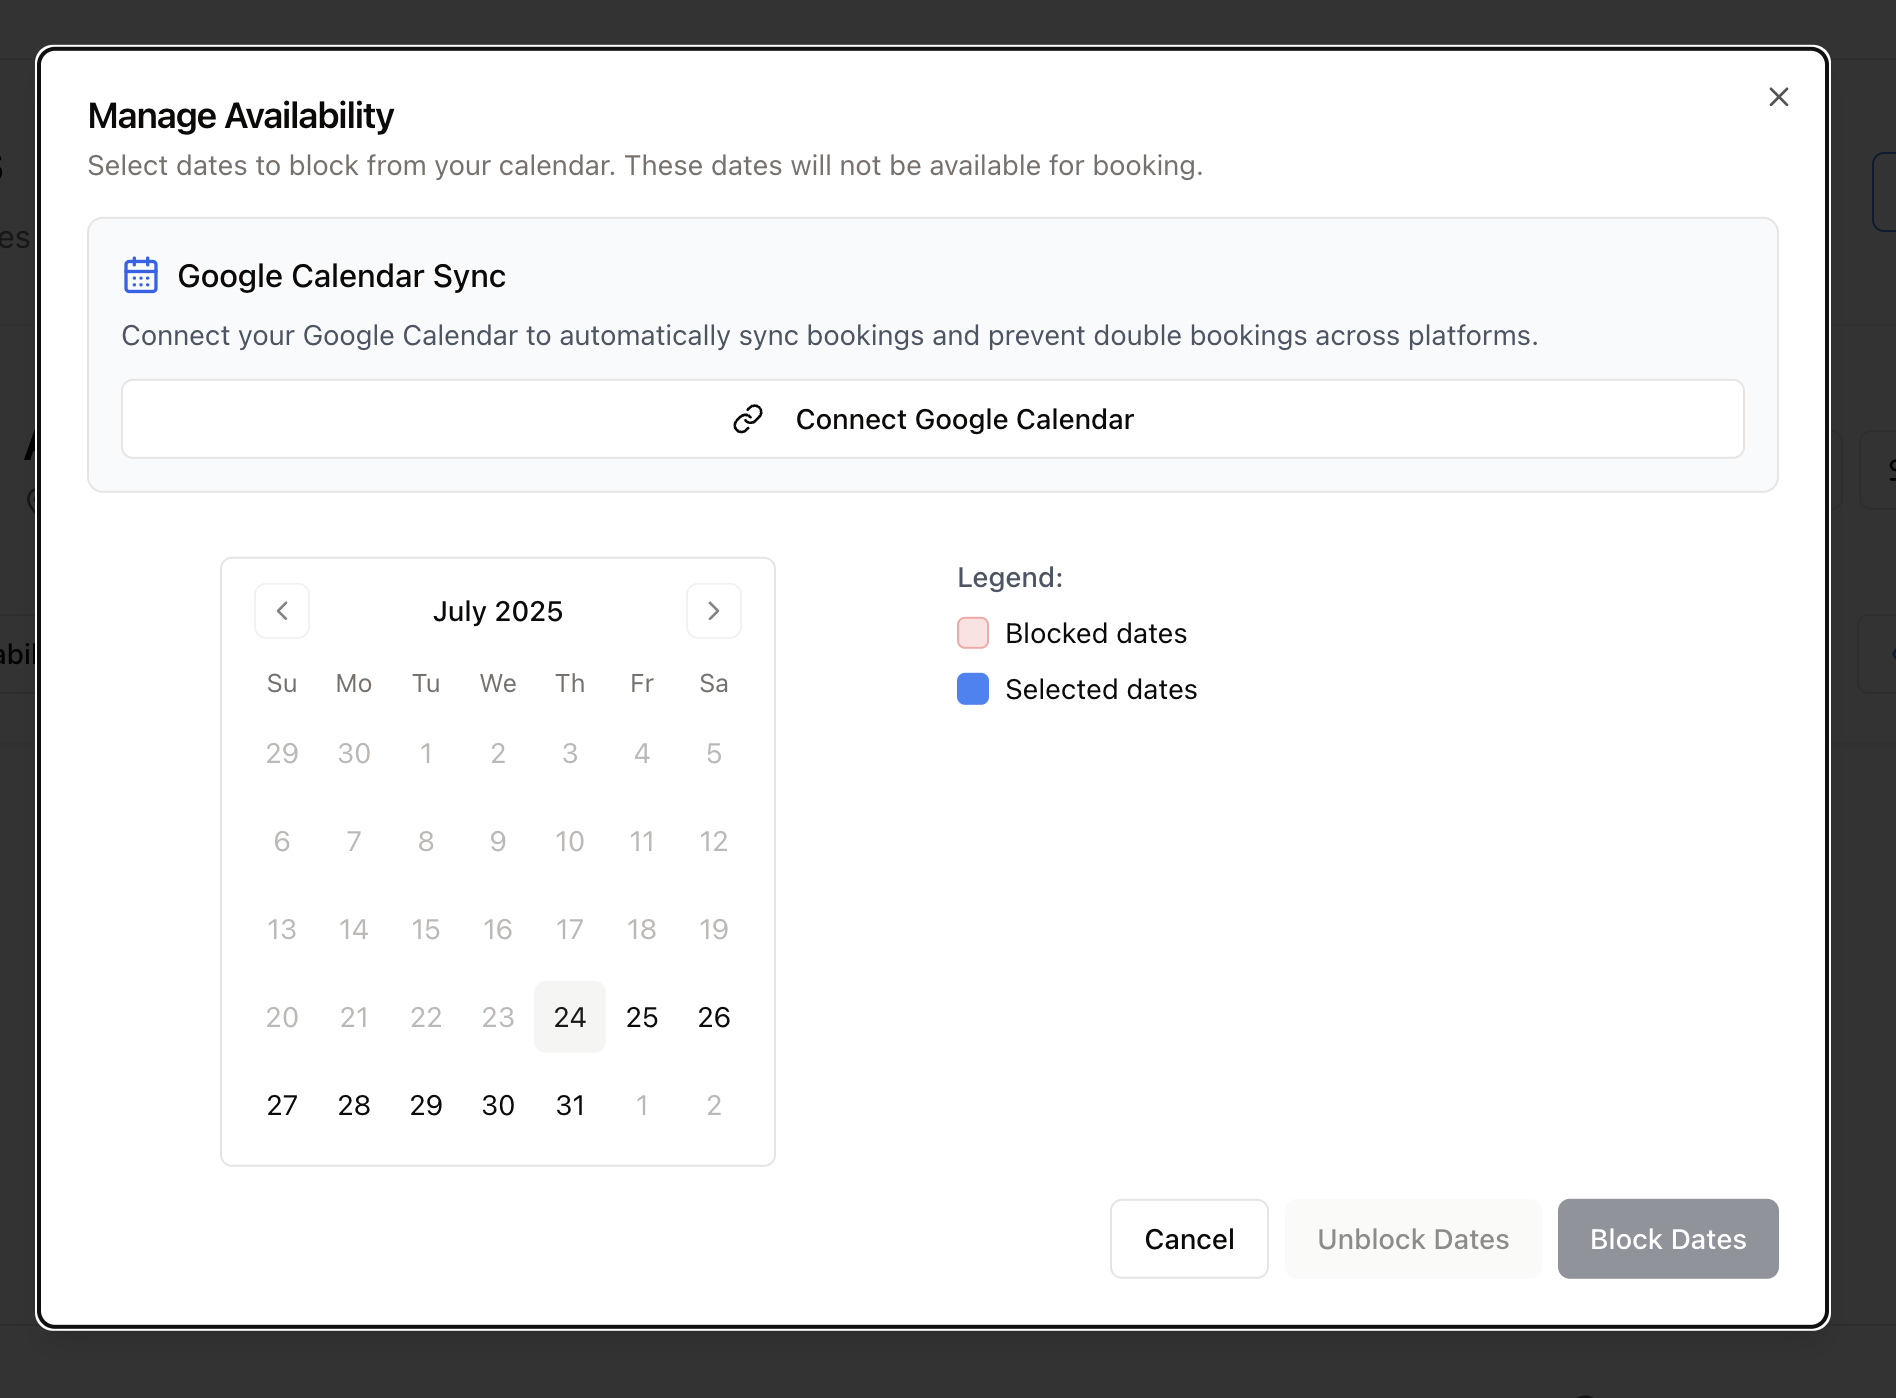 Manage Availability
Select dates to block from your calendar. These dates will not be available for booking.
Google Calendar Sync
Connect your Google Calendar to automatically sync bookings and prevent double bookings across platforms.
Connect Google Calendar
July 2025
Su Mo Tu We Th Fr Sa
29 30 1 2 3 4 5
6 7 8 9 10 11 12
13 14 15 16 17 18 19
20 21 22 23 24 25 26
27 28 29 30 31 1 2
Legend:
Blocked dates
Selected dates
Cancel
Unblock Dates
Block Dates